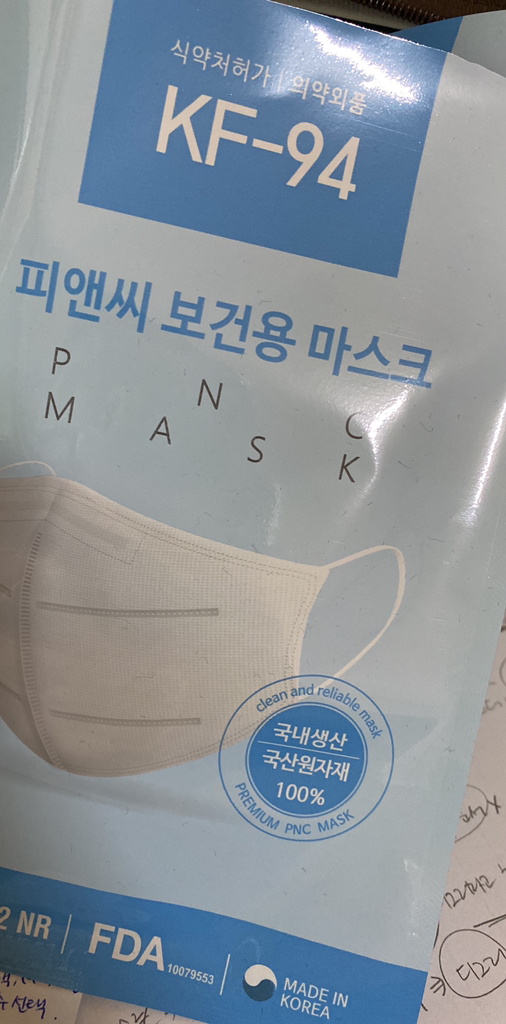 식약처허가 | 의약외품
KF-94
피앤씨 보건용 마스크
P N C
M A S K
clean and reliable mask
국내생산
국산원자재
100%
PREMIUM PNC MASK
2 NR | FDA 10079553 | MADE IN
KOREA